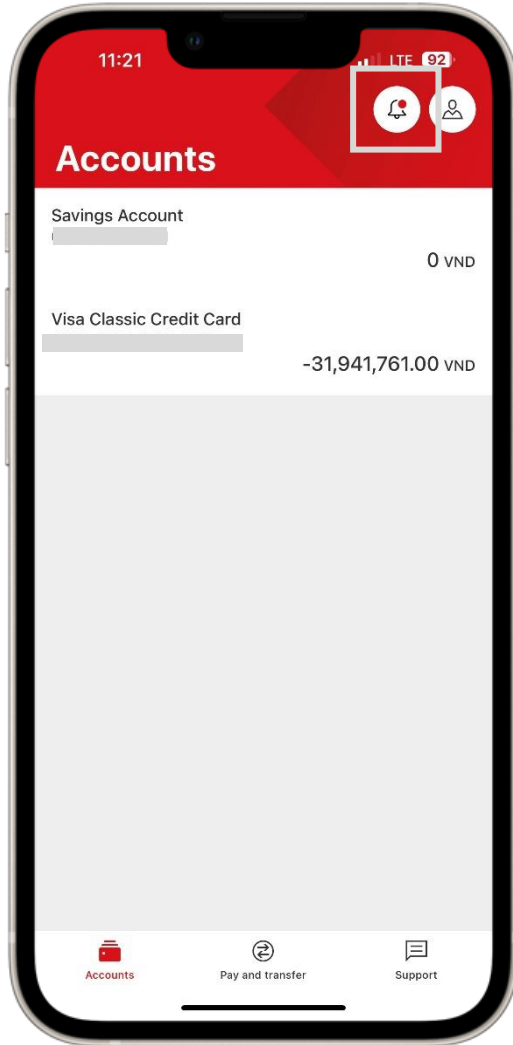 11:21
LTE 92
Accounts
Savings Account
0 VND
Visa Classic Credit Card
-31,941,761.00 VND
Accounts
Pay and transfer
Support